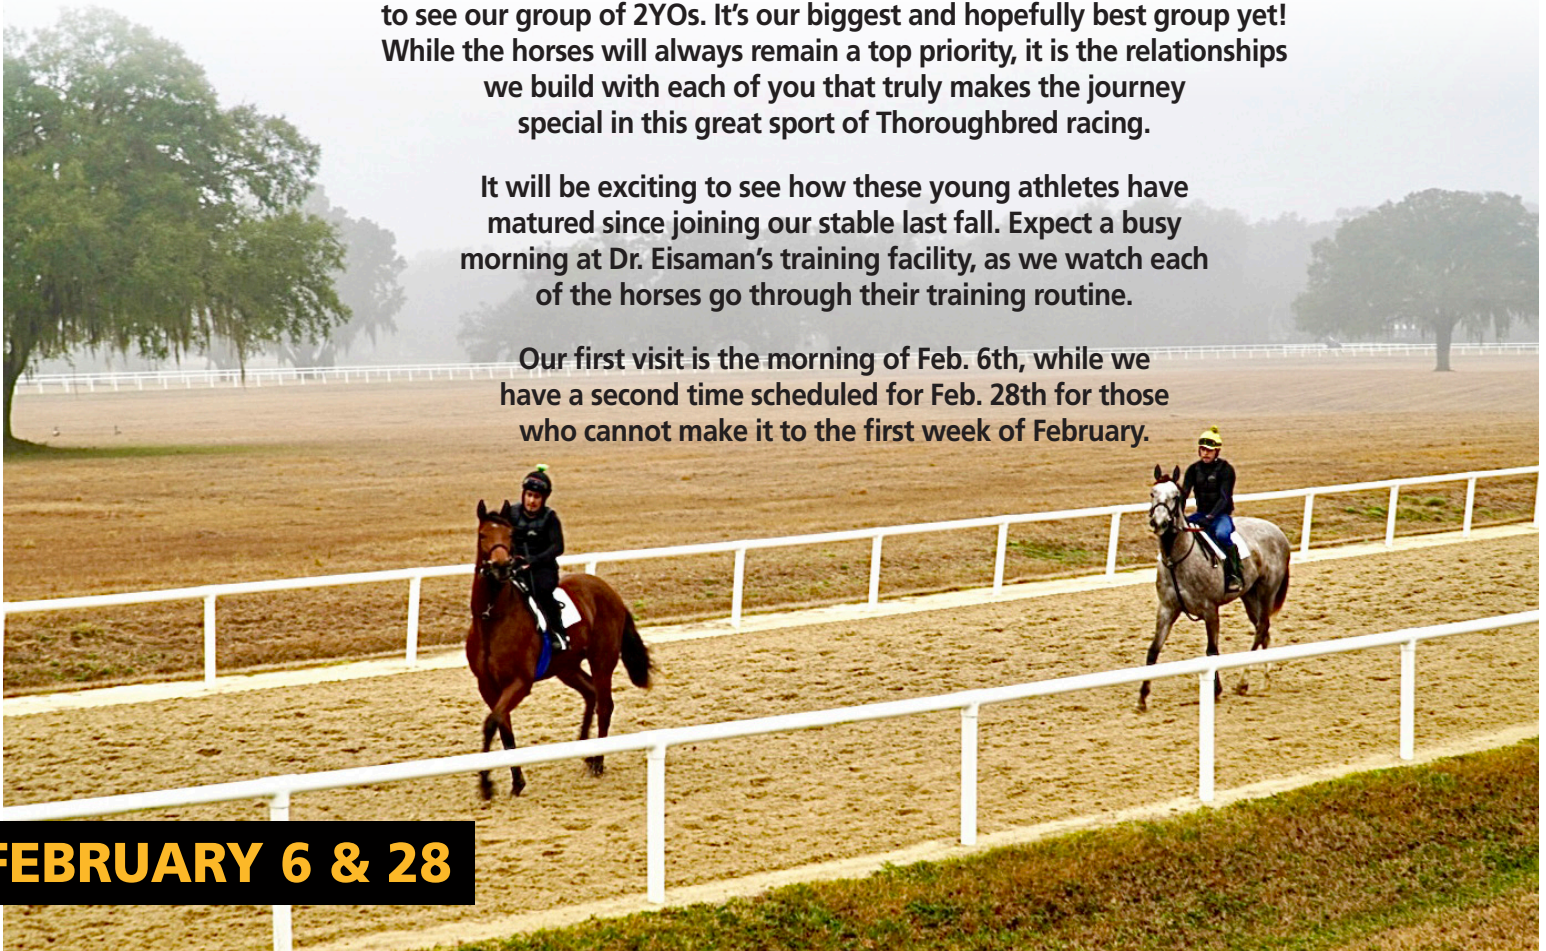 to see our group of 2YOs. It’s our biggest and hopefully best group yet!
While the horses will always remain a top priority, it is the relationships
we build with each of you that truly makes the journey
special in this great sport of Thoroughbred racing.
It will be exciting to see how these young athletes have
matured since joining our stable last fall. Expect a busy
morning at Dr. Eisaman’s training facility, as we watch each
of the horses go through their training routine.
Our first visit is the morning of Feb. 6th, while we
have a second time scheduled for Feb. 28th for those
who cannot make it to the first week of February.
FEBRUARY 6 & 28